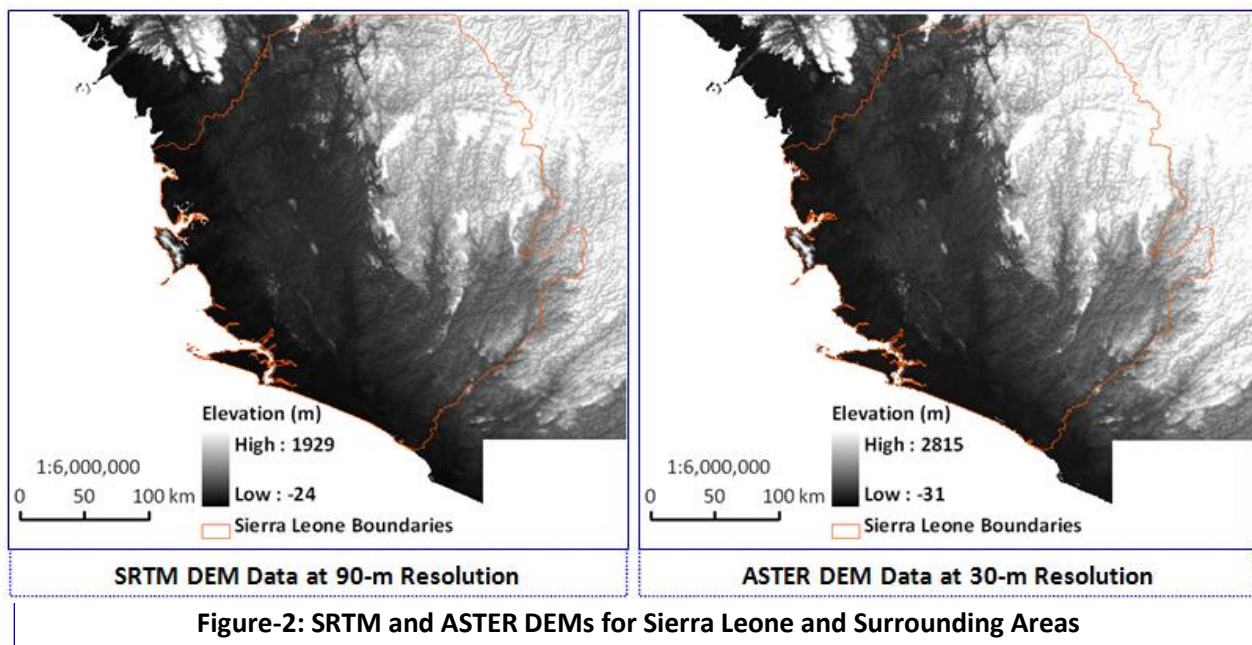 Elevation (m)
High : 1929
Low : -24
1:6,000,000
0 50 100 km
Sierra Leone Boundaries
SRTM DEM Data at 90-m Resolution
Elevation (m)
High : 2815
Low : -31
1:6,000,000
0 50 100 km
Sierra Leone Boundaries
ASTER DEM Data at 30-m Resolution
Figure-2: SRTM and ASTER DEMs for Sierra Leone and Surrounding Areas